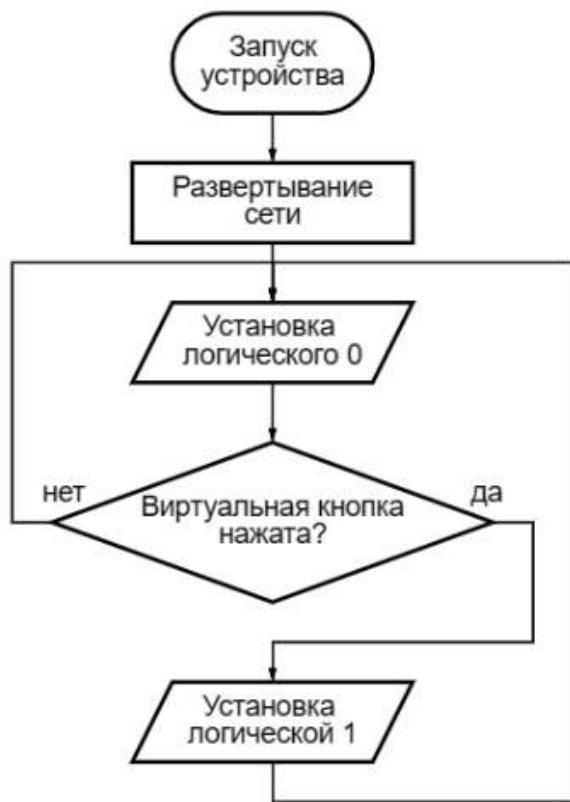 Запуск
устройства
Развертывание
сети
Установка
логического 0
нет
да
Виртуальная кнопка
нажата?
Установка
логической 1